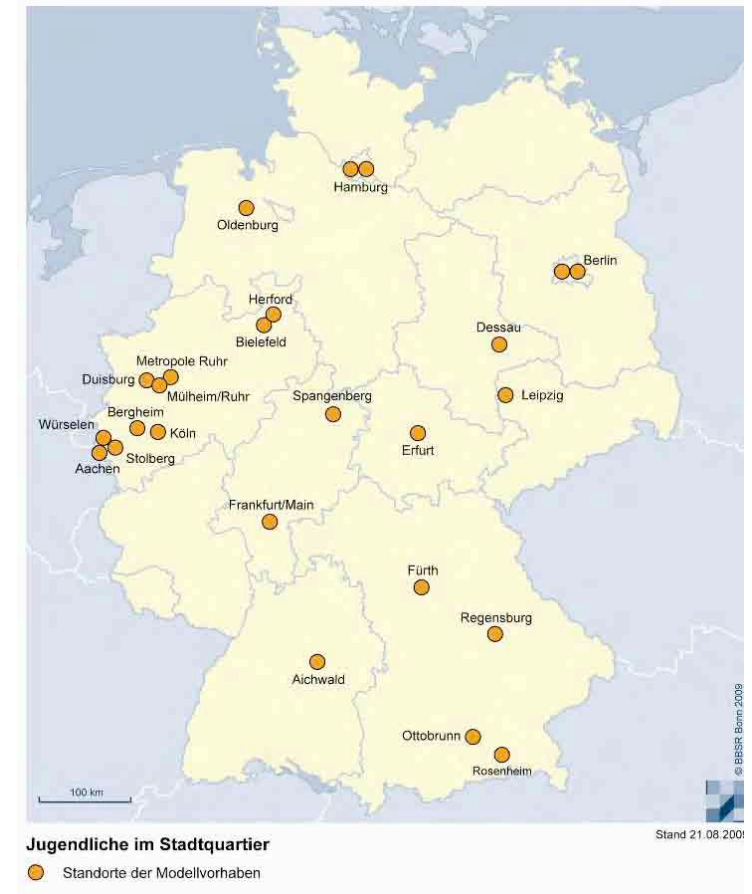 Hamburg
Oldenburg
Berlin
Herford
Bielefeld
Dessau
Metropole Ruhr
Duisburg
Mülheim/Ruhr
Spangenberg
Leipzig
Bergheim
Würselen
Köln
Erfurt
Stolberg
Aachen
Frankfurt/Main
Fürth
Regensburg
Aichwald
Ottobrunn
Rosenheim
© BBSR Bonn 2009
100 km
Stand 21.08.2009
Jugendliche im Stadtquartier
Standorte der Modellvorhaben